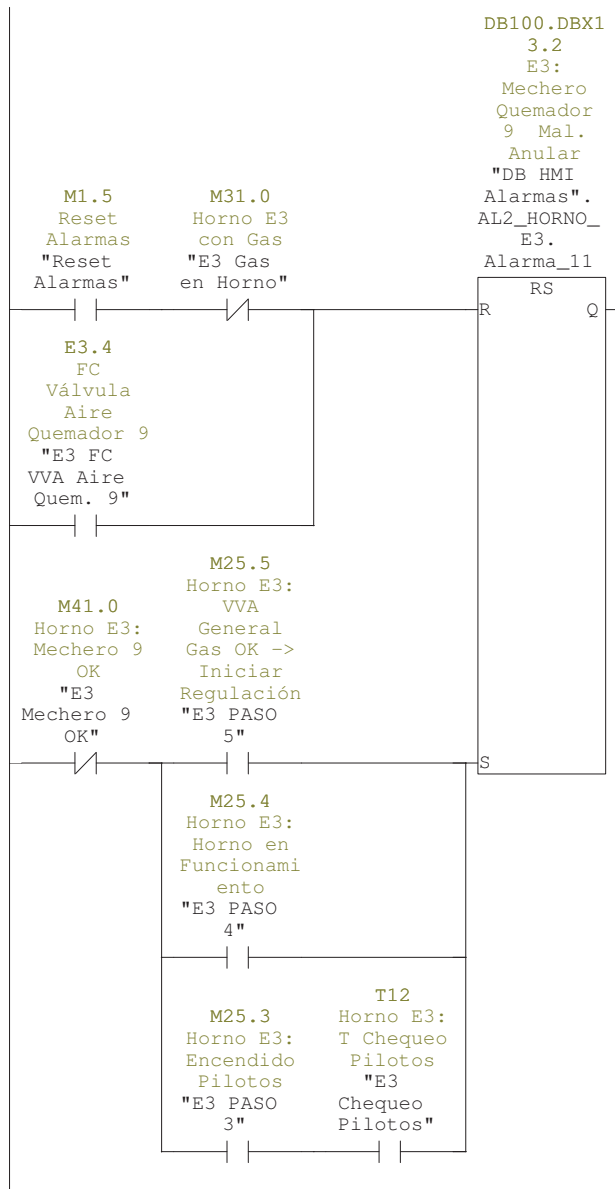 DB100.DBX1
3.2
E3:
Mechero
Quemador
9 Mal.
Anular
"DB HMI
Alarmas".
AL2_HORNO_
E3.
Alarma_11
M1.5
Reset
Alarmas
"Reset
Alarmas"
M31.0
Horno E3
con Gas
"E3 Gas
en Horno"
RS
R
Q
E3.4
FC
Válvula
Aire
Quemador 9
"E3 FC
VVA Aire
Quem. 9"
M41.0
Horno E3:
Mechero 9
OK
"E3
Mechero 9
OK"
M25.5
Horno E3:
VVA
General
Gas OK ->
Iniciar
Regulación
"E3 PASO
5"
S
M25.4
Horno E3:
Horno en
Funcionami
ento
"E3 PASO
4"
M25.3
Horno E3:
Encendido
Pilotos
"E3 PASO
3"
T12
Horno E3:
T Chequeo
Pilotos
"E3
Chequeo
Pilotos"